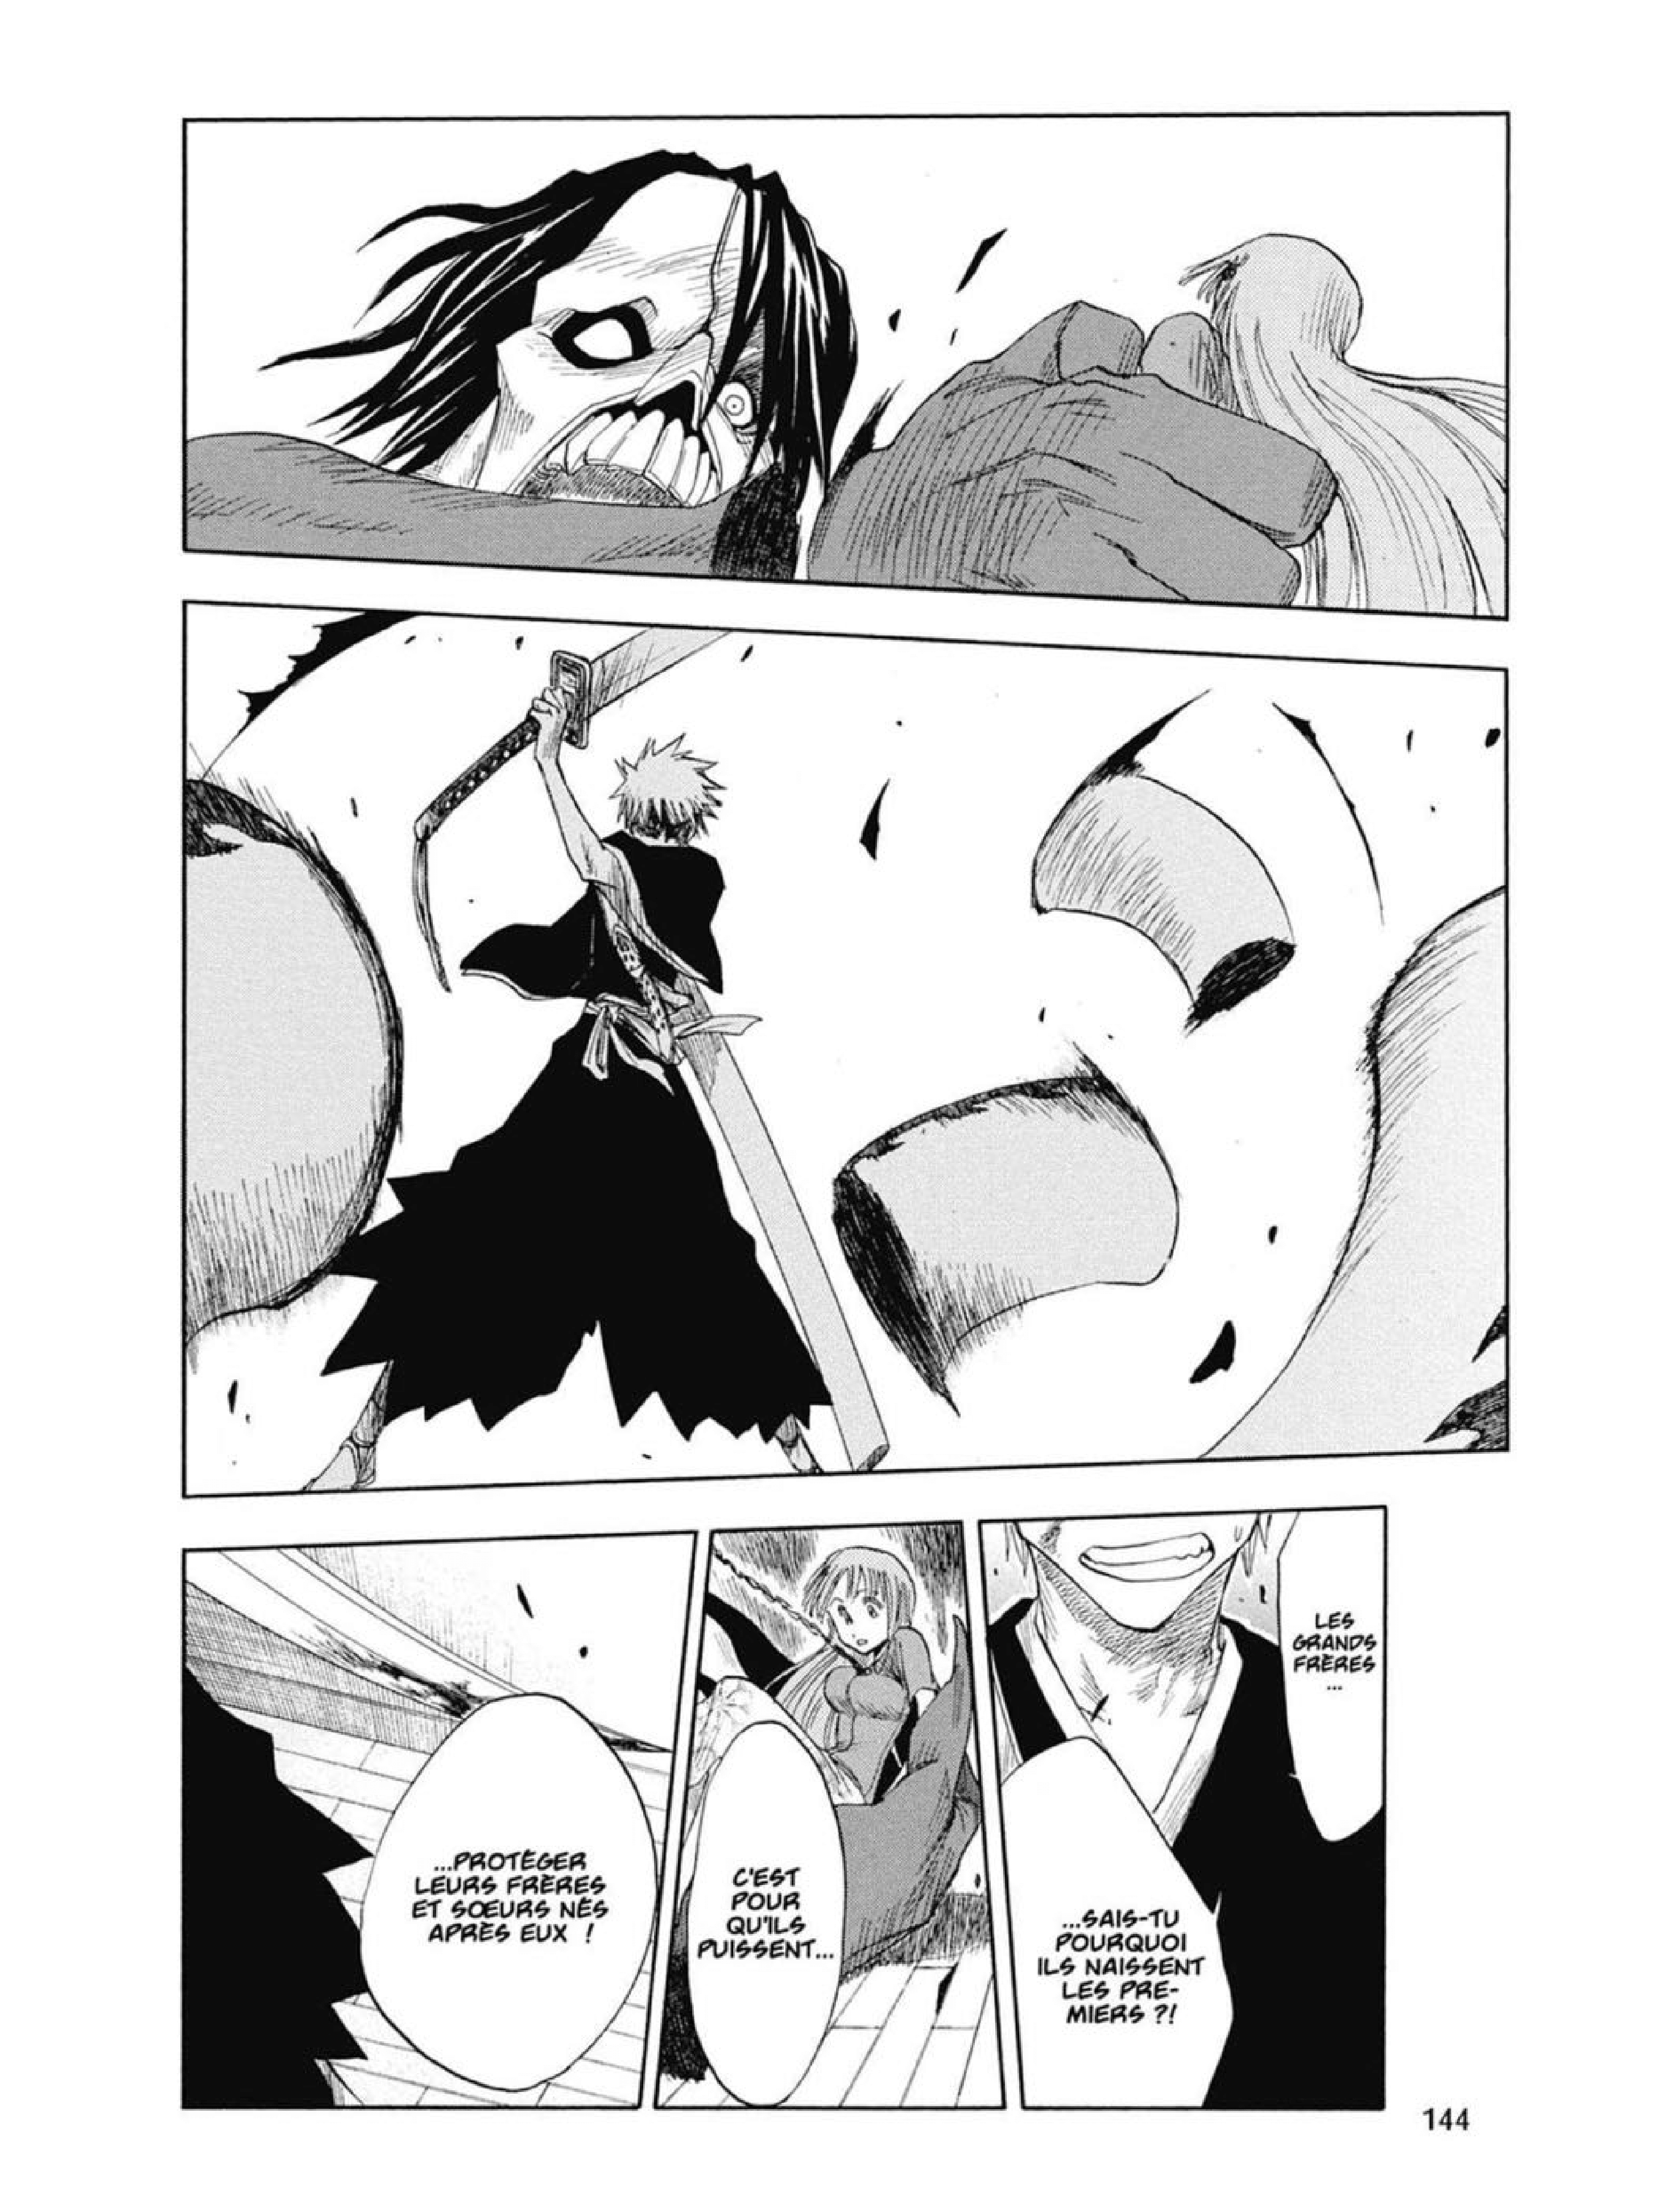 LES
GRANDS
FRÈRES
...
...SAIS-TU
POURQUOI
ILS NAISSENT
LES PRE-
MIERS ?!
C'EST
POUR
QU'ILS
PUISSENT...
...PROTÉGER
LEURS FRÈRES
ET SŒURS NÉS
APRÈS EUX !
144